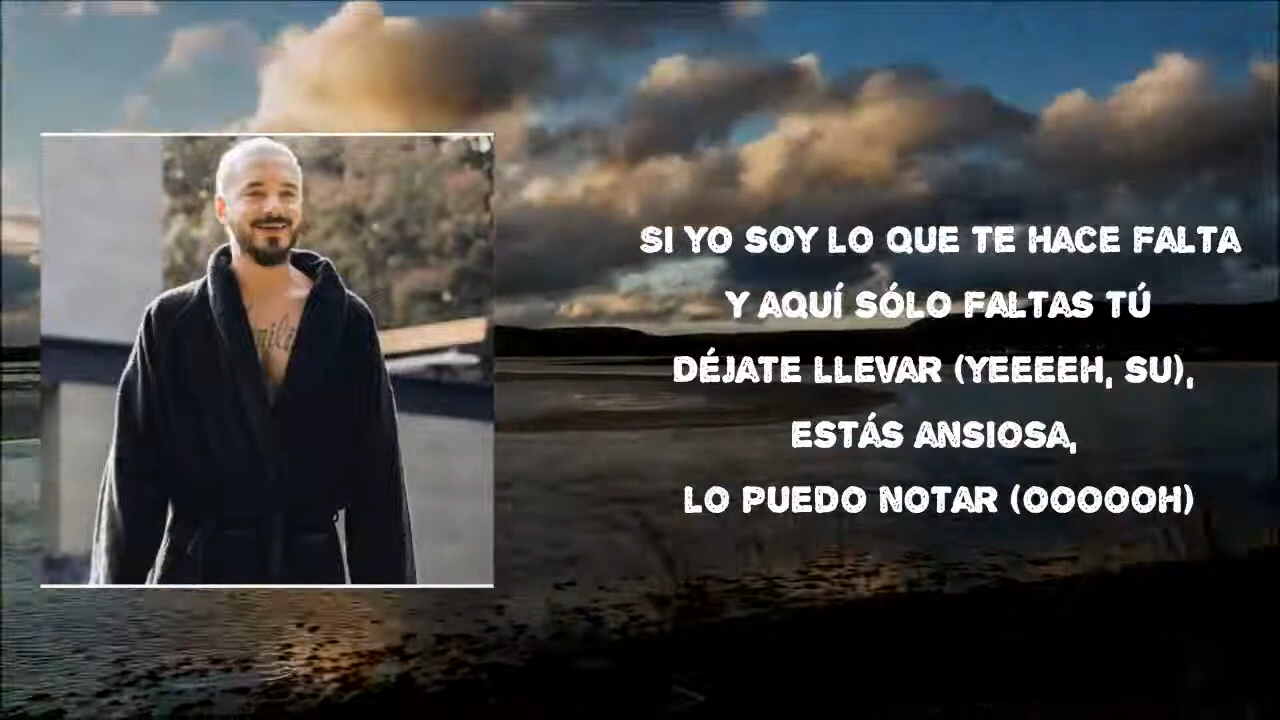 SI YO SOY LO QUE TE HACE FALTA
Y AQUÍ SÓLO FALTAS TÚ
DÉJATE LLEVAR (YEEEEH, SU),
ESTÁS ANSIOSA,
LO PUEDO NOTAR (OOOOOH)